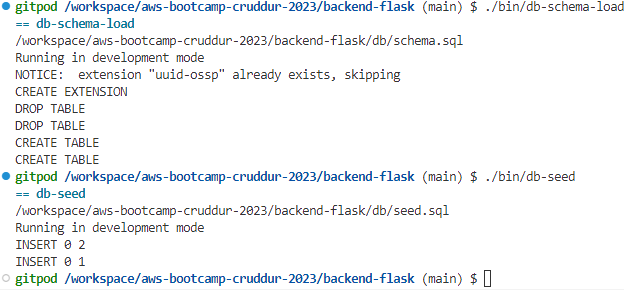 gitpod /workspace/aws-bootcamp-cruddur-2023/backend-flask (main) $ ./bin/db-schema-load
== db-schema-load
/workspace/aws-bootcamp-cruddur-2023/backend-flask/db/schema.sql
Running in development mode
NOTICE:  extension "uuid-ossp" already exists, skipping
CREATE EXTENSION
DROP TABLE
DROP TABLE
CREATE TABLE
CREATE TABLE
gitpod /workspace/aws-bootcamp-cruddur-2023/backend-flask (main) $ ./bin/db-seed
== db-seed
/workspace/aws-bootcamp-cruddur-2023/backend-flask/db/seed.sql
Running in development mode
INSERT 0 2
INSERT 0 1
gitpod /workspace/aws-bootcamp-cruddur-2023/backend-flask (main) $